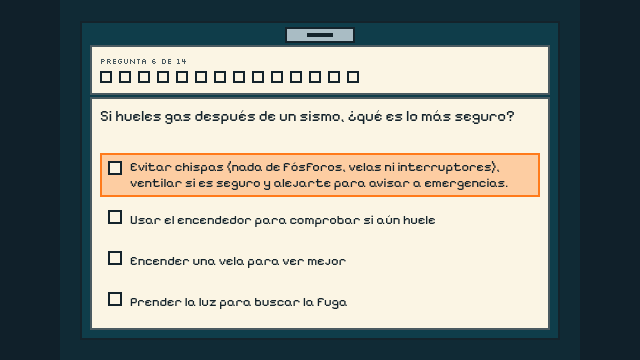 PREGUNTA 6 DE 14
Si hueles gas después de un sismo, ¿qué es lo más seguro?
Evitar chispas (nada de fósforos, velas ni interruptores),
ventilar si es seguro y alejarte para avisar a emergencias.
Usar el encendedor para comprobar si aún huele
Encender una vela para ver mejor
Prender la luz para buscar la fuga